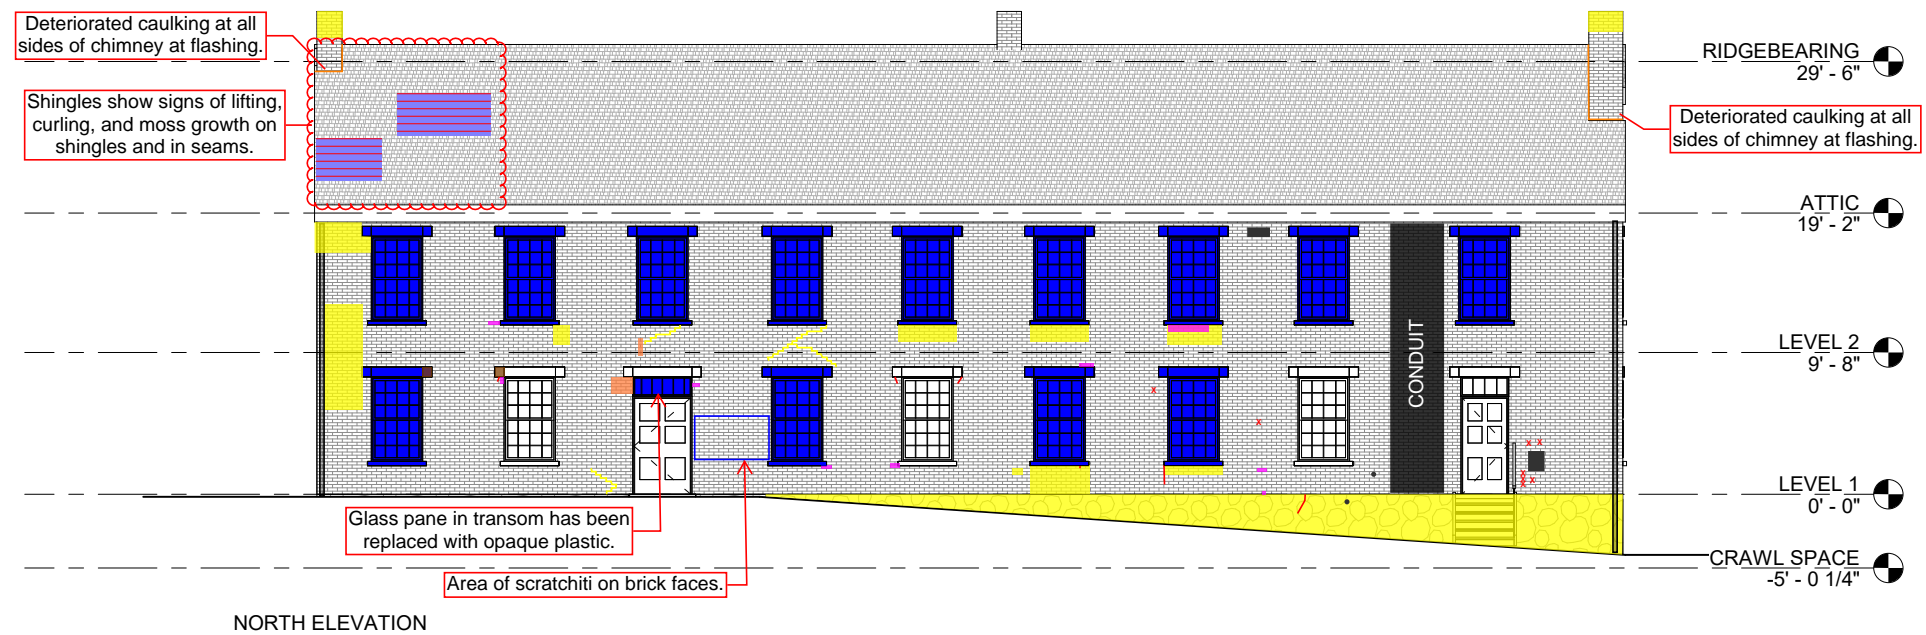 Deteriorated caulking at all
sides of chimney at flashing.
Shingles show signs of lifting,
curling, and moss growth on
shingles and in seams.
RIDGEBEARING
29' - 6"
Deteriorated caulking at all
sides of chimney at flashing.
ATTIC
19' - 2"
LEVEL 2
9' - 8"
CONDUIT
x
x
x x
x
x x
x
LEVEL 1
0' - 0"
Glass pane in transom has been
replaced with opaque plastic.
Area of scratchiti on brick faces.
CRAWL SPACE
-5' - 0 1/4"
NORTH ELEVATION